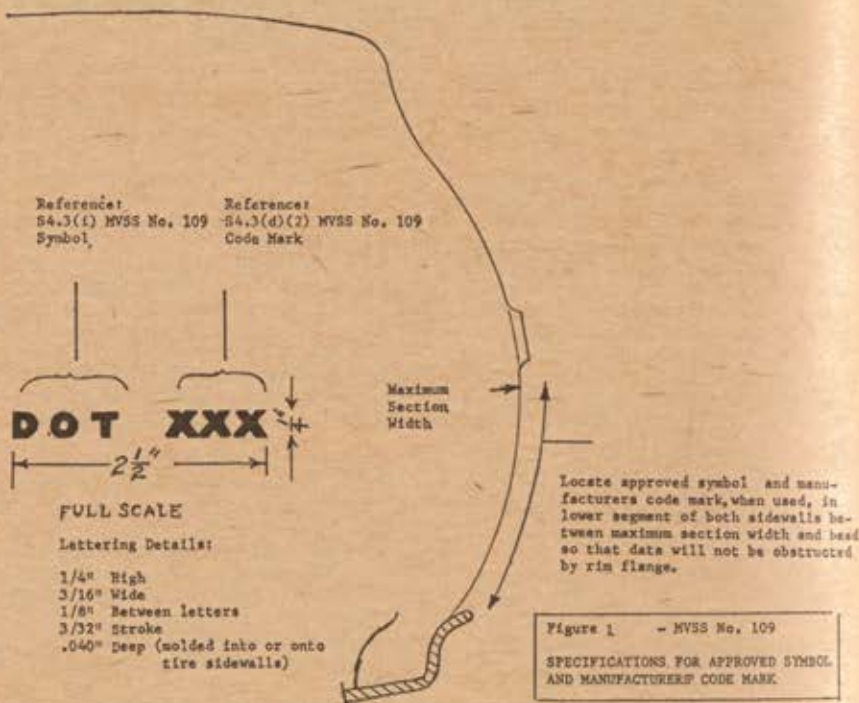 Reference:
S4.3(i) MVSS No. 109
Symbol
Reference:
S4.3(d)(2) MVSS No. 109
Code Mark
DOT XXX
1/4"
2 1/2"
FULL SCALE
Lettering Details:
1/4" High
3/16" Wide
1/8" Between letters
3/32" Stroke
.040" Deep (molded into or onto
tire sidewalls)
Maximum
Section
Width
Locate approved symbol and manu-
facturers code mark, when used, in
lower segment of both sidewalls be-
tween maximum section width and bead
so that data will not be obstructed
by rim flange.
Figure 1 - MVSS No. 109
SPECIFICATIONS FOR APPROVED SYMBOL
AND MANUFACTURERS' CODE MARK